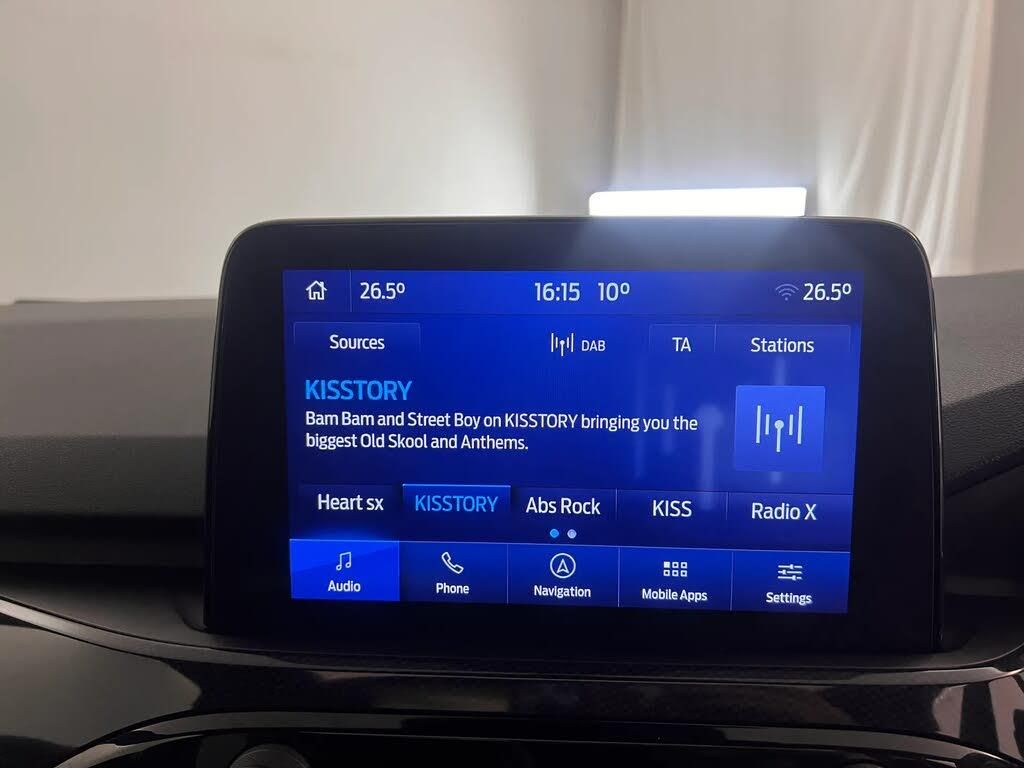 26.5° 16:15 10° 26.5°
Sources DAB TA Stations
KISSTORY
Bam Bam and Street Boy on KISSTORY bringing you the
biggest Old Skool and Anthems.
Heart sx KISSTORY Abs Rock KISS Radio X
Audio Phone Navigation Mobile Apps Settings